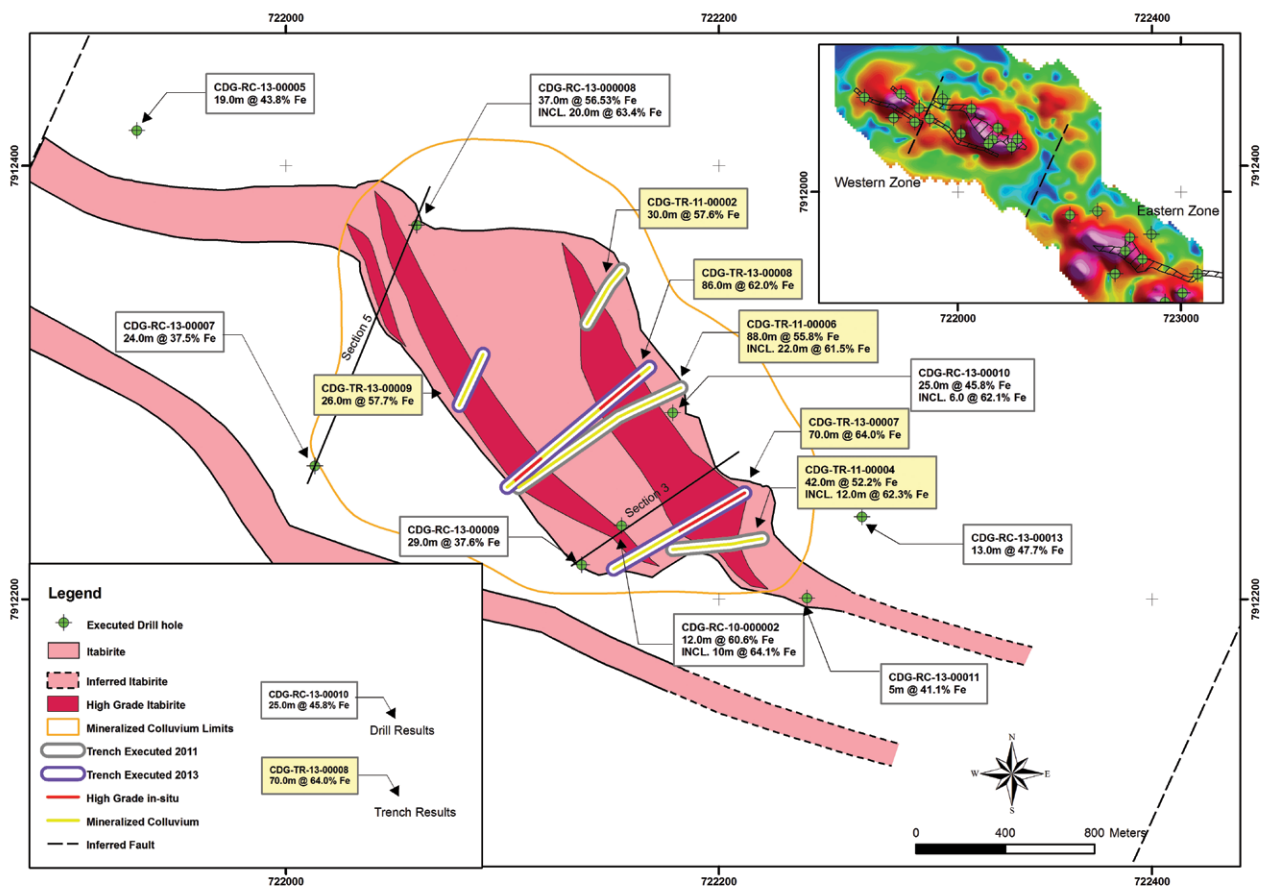 722000
722200
722400
7912400
7912200
7912400
7912200
722000
722200
722400
CDG-RC-13-00005
19.0m @ 43.8% Fe
CDG-RC-13-000008
37.0m @ 56.53% Fe
INCL. 20.0m @ 63.4% Fe
CDG-TR-11-00002
30.0m @ 57.6% Fe
CDG-TR-13-00008
86.0m @ 62.0% Fe
CDG-TR-11-00006
88.0m @ 55.8% Fe
INCL. 22.0m @ 61.5% Fe
CDG-RC-13-00010
25.0m @ 45.8% Fe
INCL. 6.0 @ 62.1% Fe
CDG-RC-13-00007
24.0m @ 37.5% Fe
Section 5
CDG-TR-13-00009
26.0m @ 57.7% Fe
CDG-TR-13-00007
70.0m @ 64.0% Fe
CDG-TR-11-00004
42.0m @ 52.2% Fe
INCL. 12.0m @ 62.3% Fe
Section 3
CDG-RC-13-00009
29.0m @ 37.6% Fe
CDG-RC-13-00013
13.0m @ 47.7% Fe
CDG-RC-10-000002
12.0m @ 60.6% Fe
INCL. 10m @ 64.1% Fe
CDG-RC-13-00011
5m @ 41.1% Fe
Western Zone
Eastern Zone
7912000
722000
723000
Legend
Executed Drill hole
Itabirite
Inferred Itabirite
High Grade Itabirite
Mineralized Colluvium Limits
Trench Executed 2011
Trench Executed 2013
High Grade in-situ
Mineralized Colluvium
Inferred Fault
CDG-RC-13-00010
25.0m @ 45.8% Fe
Drill Results
CDG-TR-13-00008
70.0m @ 64.0% Fe
Trench Results
N
W
E
S
0
400
800 Meters